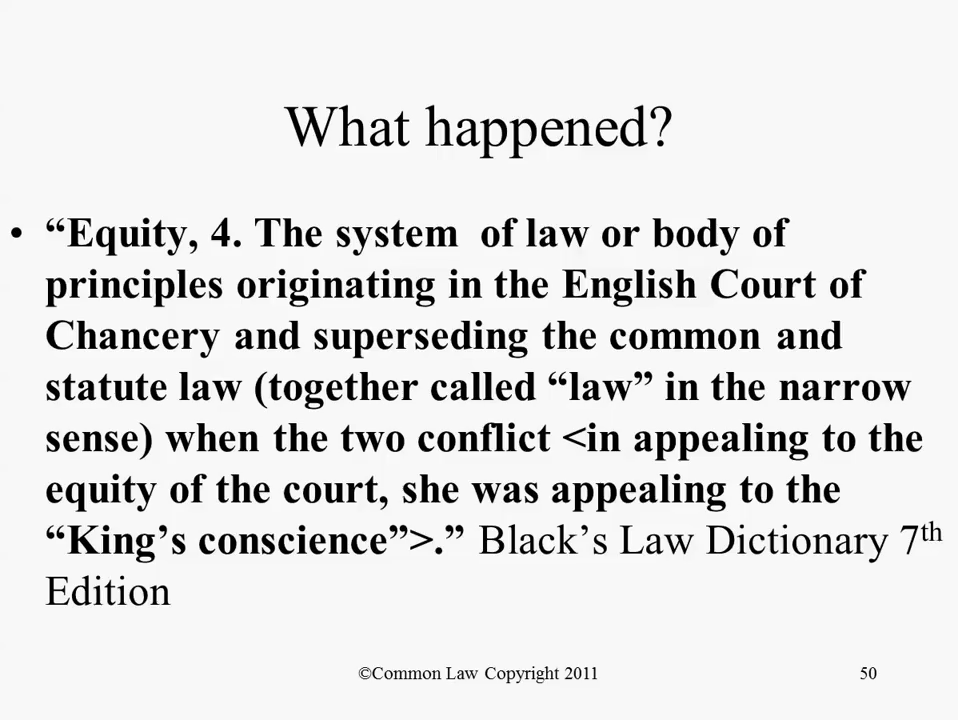 What happened?
• “Equity, 4. The system  of law or body of
principles originating in the English Court of
Chancery and superseding the common and
statute law (together called “law” in the narrow
sense) when the two conflict <in appealing to the
equity of the court, she was appealing to the
“King’s conscience”>.” Black’s Law Dictionary 7th
Edition
©Common Law Copyright 2011
50